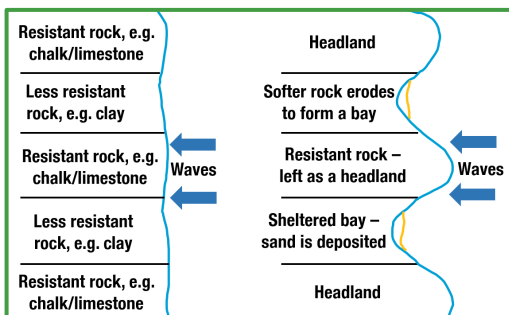 Resistant rock, e.g.
chalk/limestone
Less resistant
rock, e.g. clay
Resistant rock, e.g.
chalk/limestone
Waves
Less resistant
rock, e.g. clay
Resistant rock, e.g.
chalk/limestone
Headland
Softer rock erodes
to form a bay
Resistant rock –
left as a headland
Waves
Sheltered bay –
sand is deposited
Headland